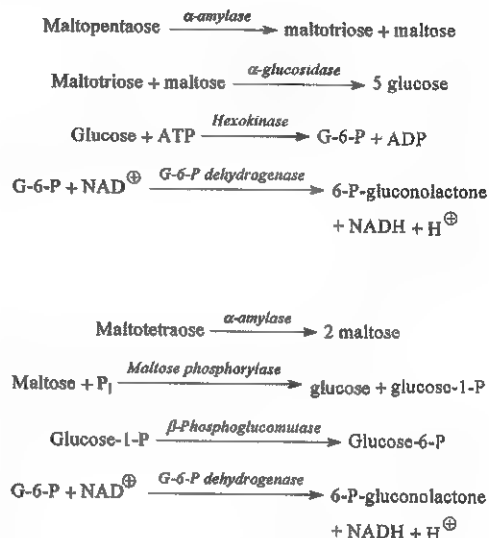 Maltopentaose α-amylase maltotriose + maltose
Maltotriose + maltose α-glucosidase 5 glucose
Glucose + ATP Hexokinase G-6-P + ADP
G-6-P + NAD⊕ G-6-P dehydrogenase 6-P-gluconolactone
+ NADH + H⊕
Maltotetraose α-amylase 2 maltose
Maltose + Pi Maltose phosphorylase glucose + glucose-1-P
Glucose-1-P β-Phosphoglucomutase Glucose-6-P
G-6-P + NAD⊕ G-6-P dehydrogenase 6-P-gluconolactone
+ NADH + H⊕